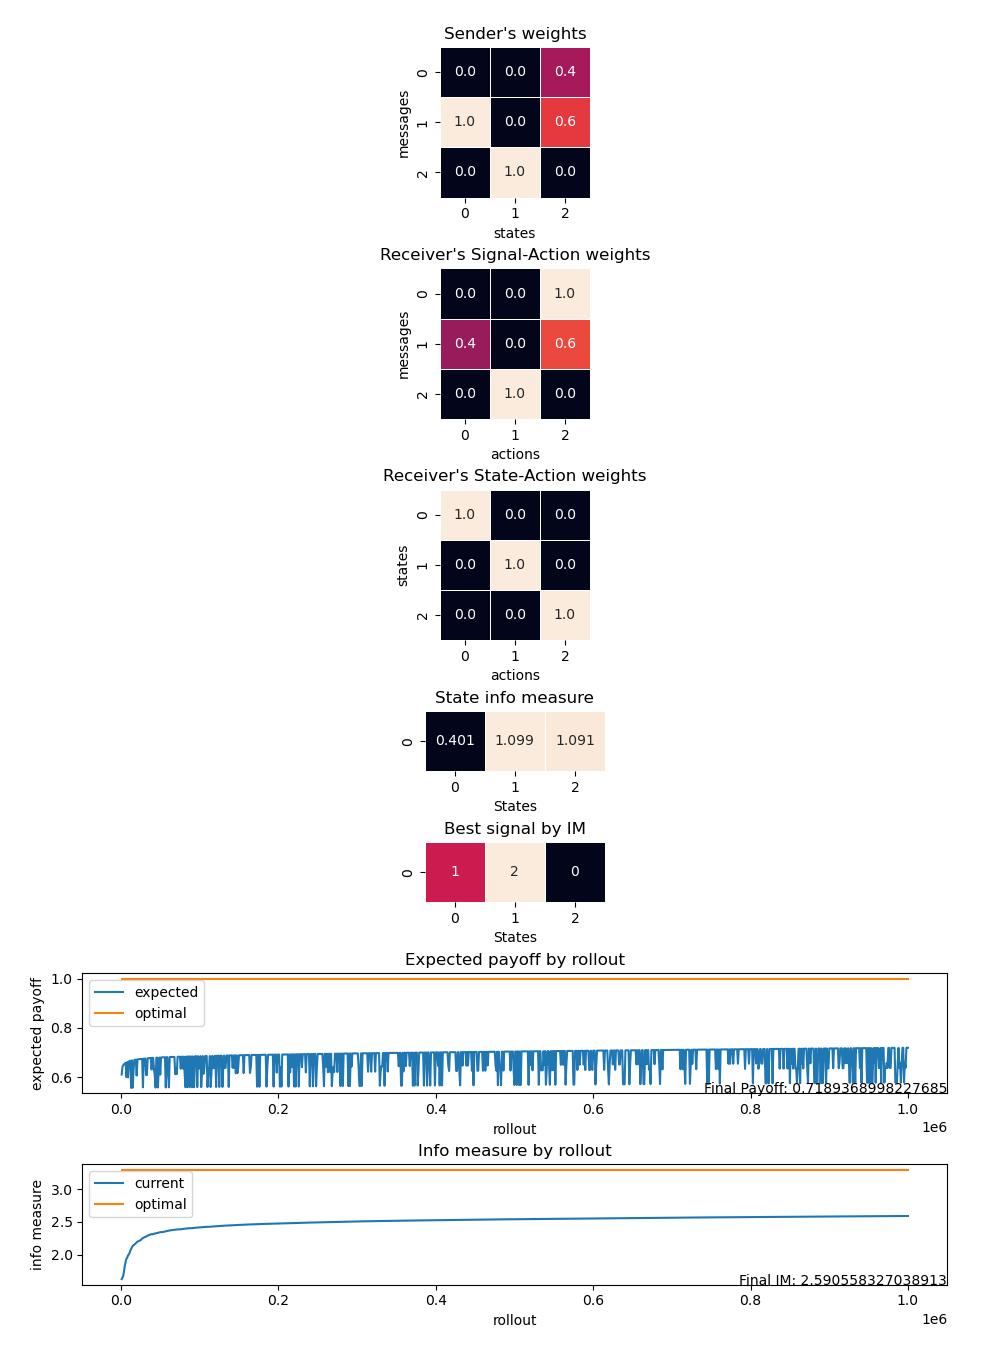 Sender's weights
0 0.0 0.0 0.4
1 1.0 0.0 0.6
2 0.0 1.0 0.0
messages
0 1 2
states
Receiver's Signal-Action weights
0 0.0 0.0 1.0
1 0.4 0.0 0.6
2 0.0 1.0 0.0
messages
0 1 2
actions
Receiver's State-Action weights
0 1.0 0.0 0.0
1 0.0 1.0 0.0
2 0.0 0.0 1.0
states
0 1 2
actions
State info measure
0 0.401 1.099 1.091
0 1 2
States
Best signal by IM
0 1 2 0
0 1 2
States
Expected payoff by rollout
expected payoff
1.0
0.8
0.6
expected
optimal
Final Payoff: 0.7189368998227685
0.0 0.2 0.4 0.6 0.8 1.0
1e6
rollout
Info measure by rollout
info measure
3.0
2.5
2.0
current
optimal
Final IM: 2.590558327038913
0.0 0.2 0.4 0.6 0.8 1.0
1e6
rollout